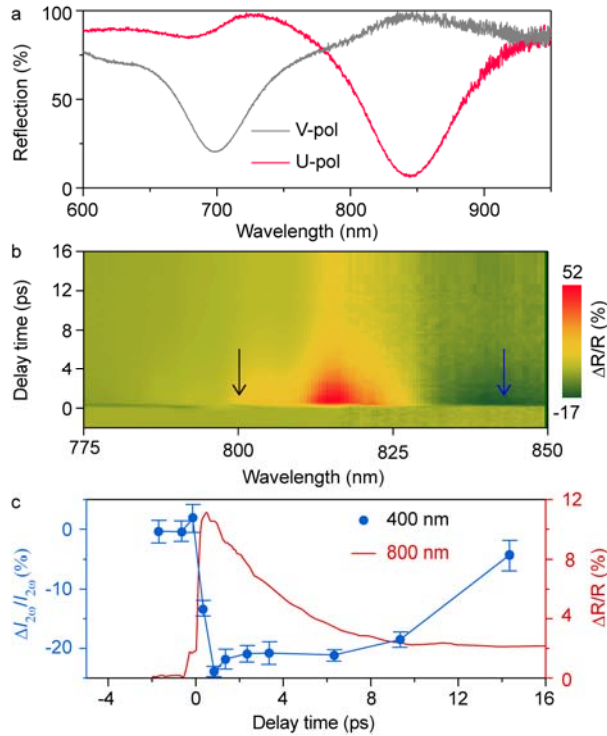 a
Reflection (%)
100
50
0
V-pol
U-pol
600 700 800 900
Wavelength (nm)
b
Delay time (ps)
16
12
8
4
0
52
-17
ΔR/R (%)
775 800 825 850
Wavelength (nm)
c
ΔI2ω/I2ω (%)
0
-10
-20
400 nm
800 nm
12
8
4
0
ΔR/R (%)
-4 0 4 8 12 16
Delay time (ps)